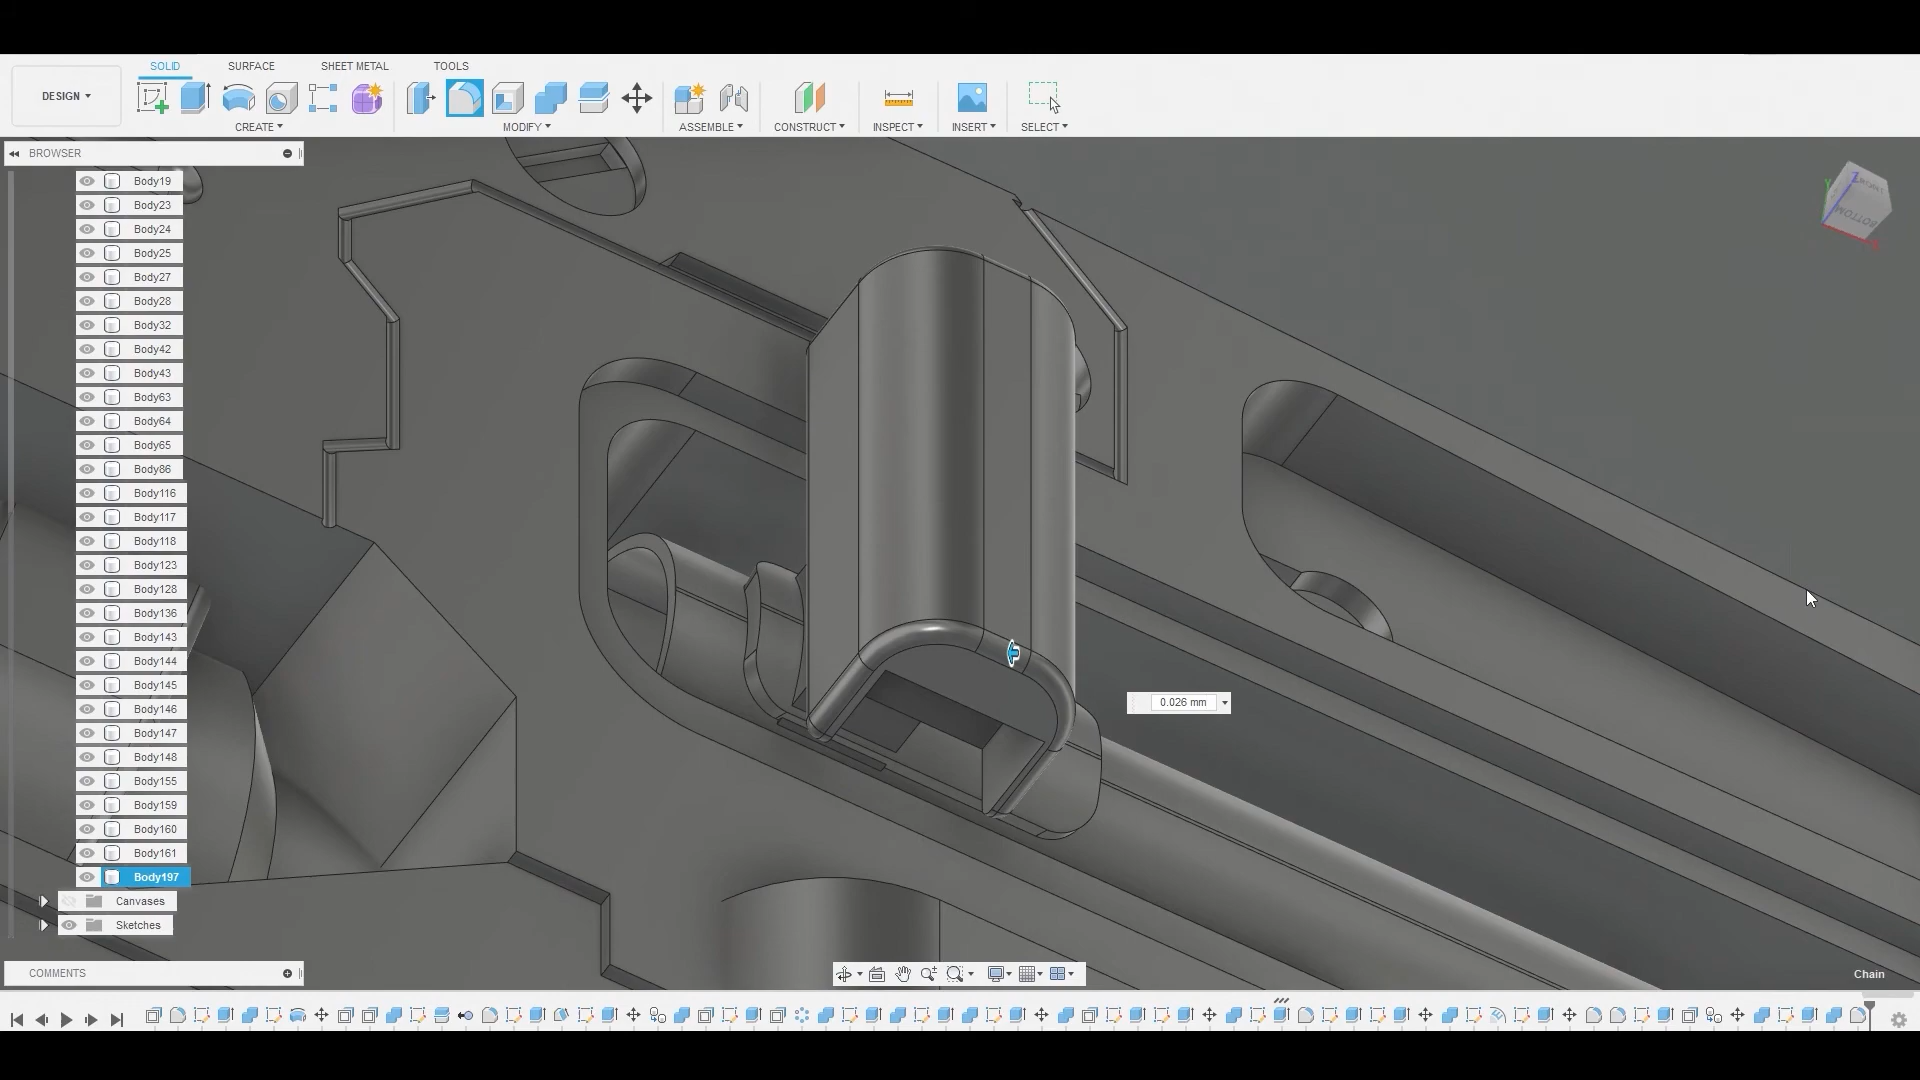 SOLID SURFACE SHEET METAL TOOLS
DESIGN
CREATE MODIFY ASSEMBLE CONSTRUCT INSPECT INSERT SELECT
BROWSER
Body19
Body23
Body24
Body25
Body27
Body28
Body32
Body42
Body43
Body63
Body64
Body65
Body86
Body116
Body117
Body118
Body123
Body128
Body136
Body143
Body144
Body145
Body146
Body147
Body148
Body155
Body159
Body160
Body161
Body197
Canvases
Sketches
COMMENTS
BOTTOM
Z
Y
X
0.026 mm
Chain